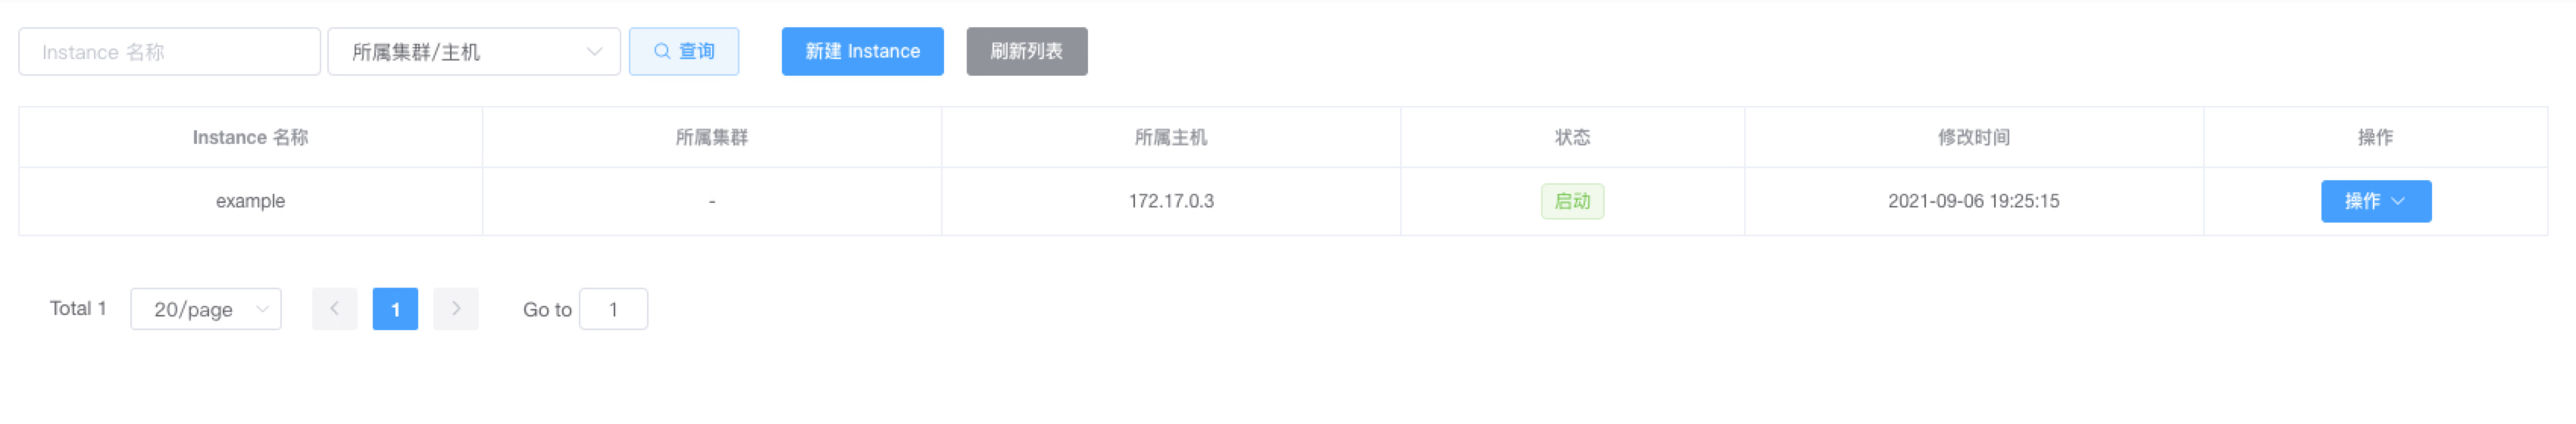 Instance 名称 所属集群/主机 查询 新建 Instance 刷新列表
Instance 名称 所属集群 所属主机 状态 修改时间 操作
example - 172.17.0.3 启动 2021-09-06 19:25:15 操作
Total 1 20/page 1 Go to 1